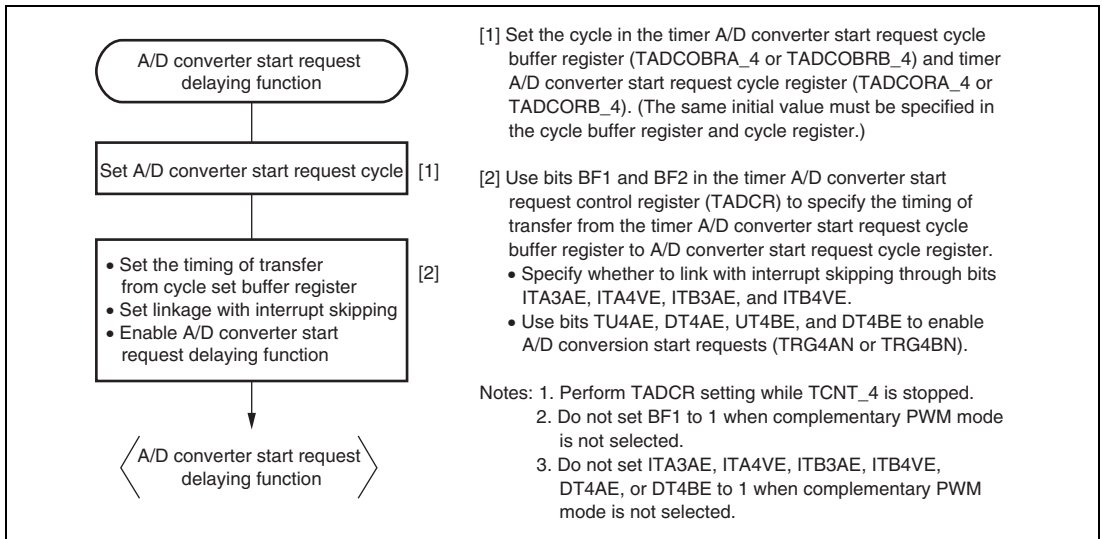 A/D converter start request
delaying function
Set A/D converter start request cycle
[1]
• Set the timing of transfer
from cycle set buffer register
• Set linkage with interrupt skipping
• Enable A/D converter start
request delaying function
[2]
A/D converter start request
delaying function
[1] Set the cycle in the timer A/D converter start request cycle
buffer register (TADCOBRA_4 or TADCOBRB_4) and timer
A/D converter start request cycle register (TADCORA_4 or
TADCORB_4). (The same initial value must be specified in
the cycle buffer register and cycle register.)
[2] Use bits BF1 and BF2 in the timer A/D converter start
request control register (TADCR) to specify the timing of
transfer from the timer A/D converter start request cycle
buffer register to A/D converter start request cycle register.
• Specify whether to link with interrupt skipping through bits
ITA3AE, ITA4VE, ITB3AE, and ITB4VE.
• Use bits TU4AE, DT4AE, UT4BE, and DT4BE to enable
A/D conversion start requests (TRG4AN or TRG4BN).
Notes: 1. Perform TADCR setting while TCNT_4 is stopped.
2. Do not set BF1 to 1 when complementary PWM mode
is not selected.
3. Do not set ITA3AE, ITA4VE, ITB3AE, ITB4VE,
DT4AE, or DT4BE to 1 when complementary PWM
mode is not selected.